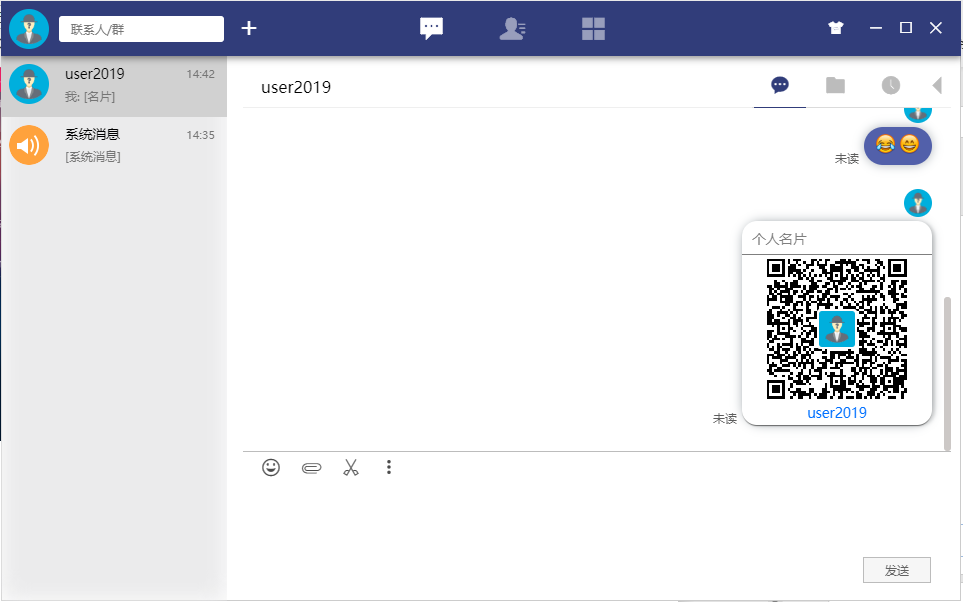 联系人/群
user2019 14:42
我: [名片]
系统消息 14:35
[系统消息]
user2019
未读
个人名片
user2019
未读
发送